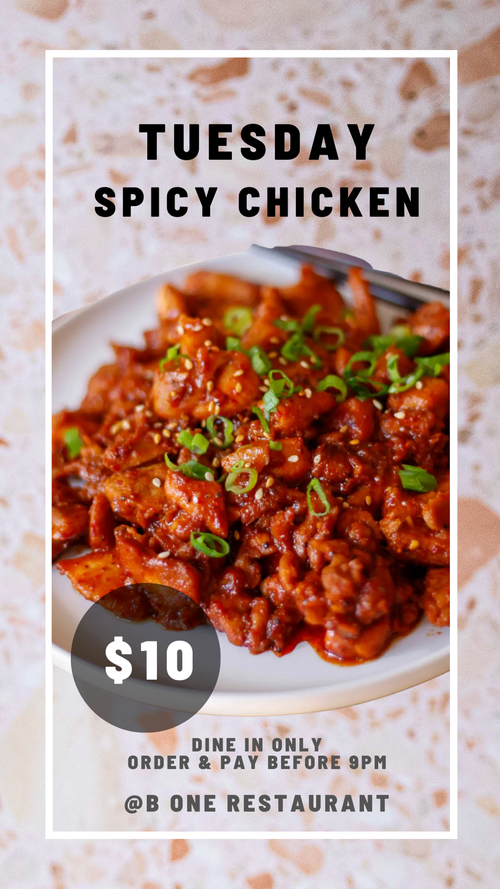 TUESDAY
SPICY CHICKEN
$10
DINE IN ONLY
ORDER & PAY BEFORE 9PM
@B ONE RESTAURANT